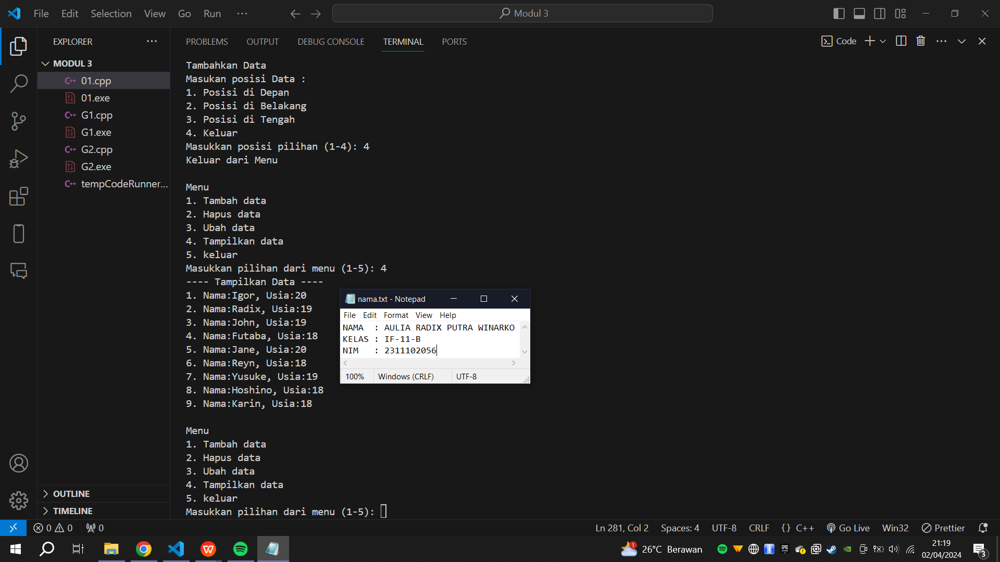 File Edit Selection View Go Run ···
Modul 3
EXPLORER ···
PROBLEMS OUTPUT DEBUG CONSOLE TERMINAL PORTS
Code
MODUL 3
C++ 01.cpp
01.exe
C++ G1.cpp
G1.exe
C++ G2.cpp
G2.exe
C++ tempCodeRunner...
OUTLINE
TIMELINE
Tambahkan Data
Masukan posisi Data :
1. Posisi di Depan
2. Posisi di Belakang
3. Posisi di Tengah
4. Keluar
Masukkan posisi pilihan (1-4): 4
Keluar dari Menu
Menu
1. Tambah data
2. Hapus data
3. Ubah data
4. Tampilkan data
5. keluar
Masukkan pilihan dari menu (1-5): 4
---- Tampilkan Data ----
1. Nama:Igor, Usia:20
2. Nama:Radix, Usia:19
3. Nama:John, Usia:19
4. Nama:Futaba, Usia:18
5. Nama:Jane, Usia:20
6. Nama:Reyn, Usia:18
7. Nama:Yusuke, Usia:19
8. Nama:Hoshino, Usia:18
9. Nama:Karin, Usia:18
Menu
1. Tambah data
2. Hapus data
3. Ubah data
4. Tampilkan data
5. keluar
Masukkan pilihan dari menu (1-5):
nama.txt - Notepad
File Edit Format View Help
NAMA : AULIA RADIX PUTRA WINARKO
KELAS : IF-11-B
NIM : 2311102056
100% Windows (CRLF) UTF-8
0 0 0
Ln 281, Col 2 Spaces: 4 UTF-8 CRLF {} C++ Go Live Win32 Prettier
1 26°C Berawan
EPIC
21:19
02/04/2024
3